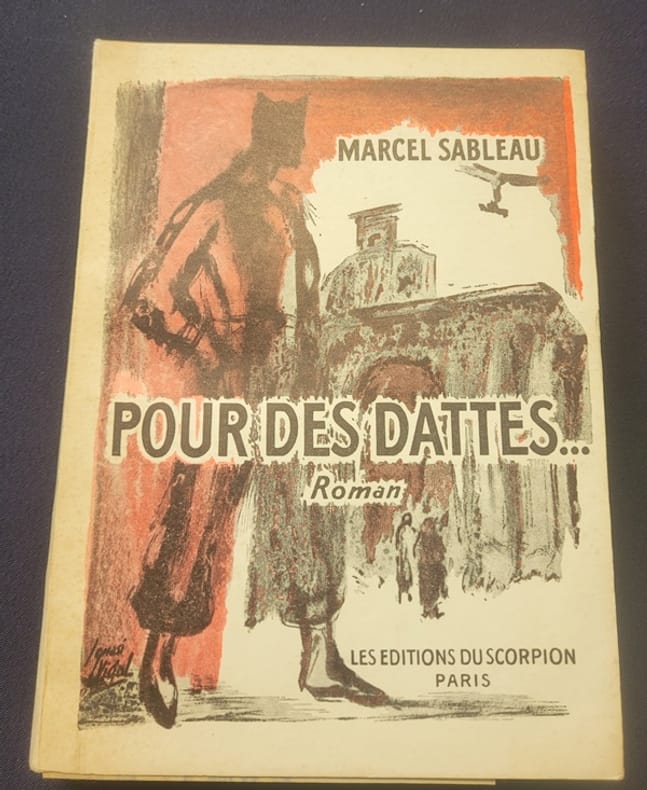 MARCEL SABLEAU
POUR DES DATTES...
Roman
LES EDITIONS DU SCORPION
PARIS